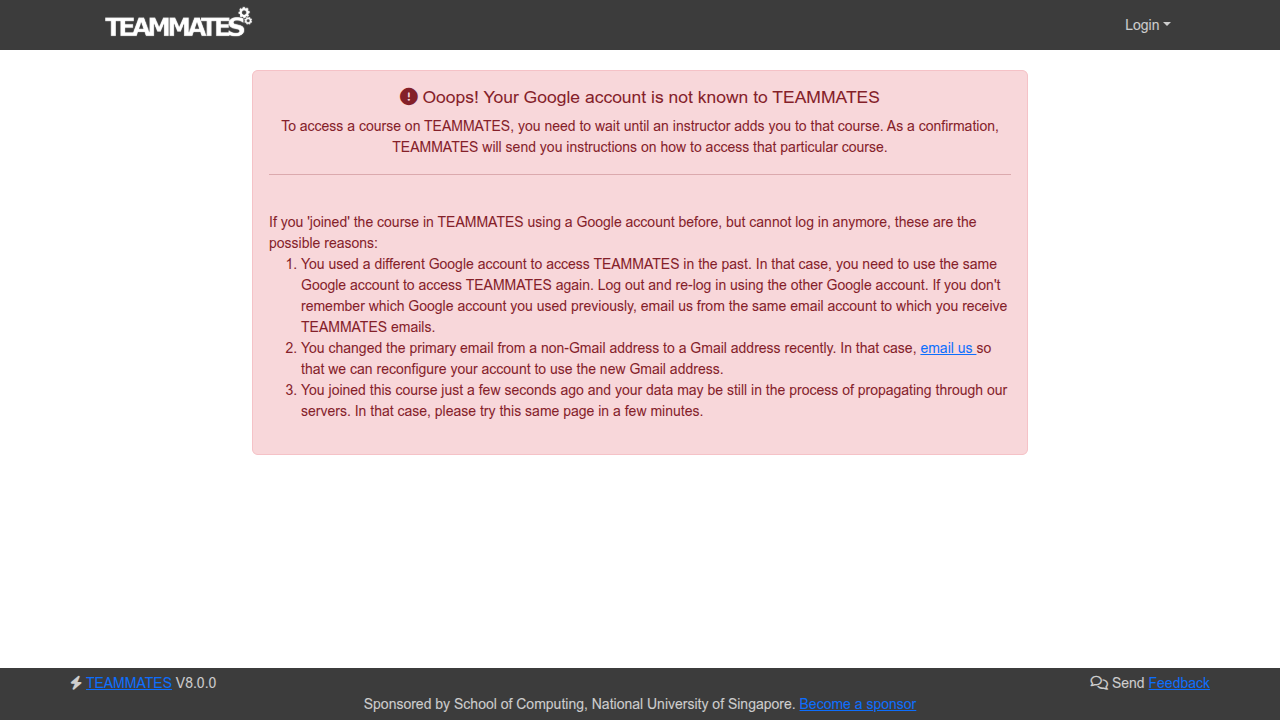 TEAMMATES
Login
Ooops! Your Google account is not known to TEAMMATES
To access a course on TEAMMATES, you need to wait until an instructor adds you to that course. As a confirmation,
TEAMMATES will send you instructions on how to access that particular course.
If you 'joined' the course in TEAMMATES using a Google account before, but cannot log in anymore, these are the
possible reasons:
1. You used a different Google account to access TEAMMATES in the past. In that case, you need to use the same
Google account to access TEAMMATES again. Log out and re-log in using the other Google account. If you don't
remember which Google account you used previously, email us from the same email account to which you receive
TEAMMATES emails.
2. You changed the primary email from a non-Gmail address to a Gmail address recently. In that case, email us so
that we can reconfigure your account to use the new Gmail address.
3. You joined this course just a few seconds ago and your data may be still in the process of propagating through our
servers. In that case, please try this same page in a few minutes.
TEAMMATES V8.0.0
Send Feedback
Sponsored by School of Computing, National University of Singapore. Become a sponsor